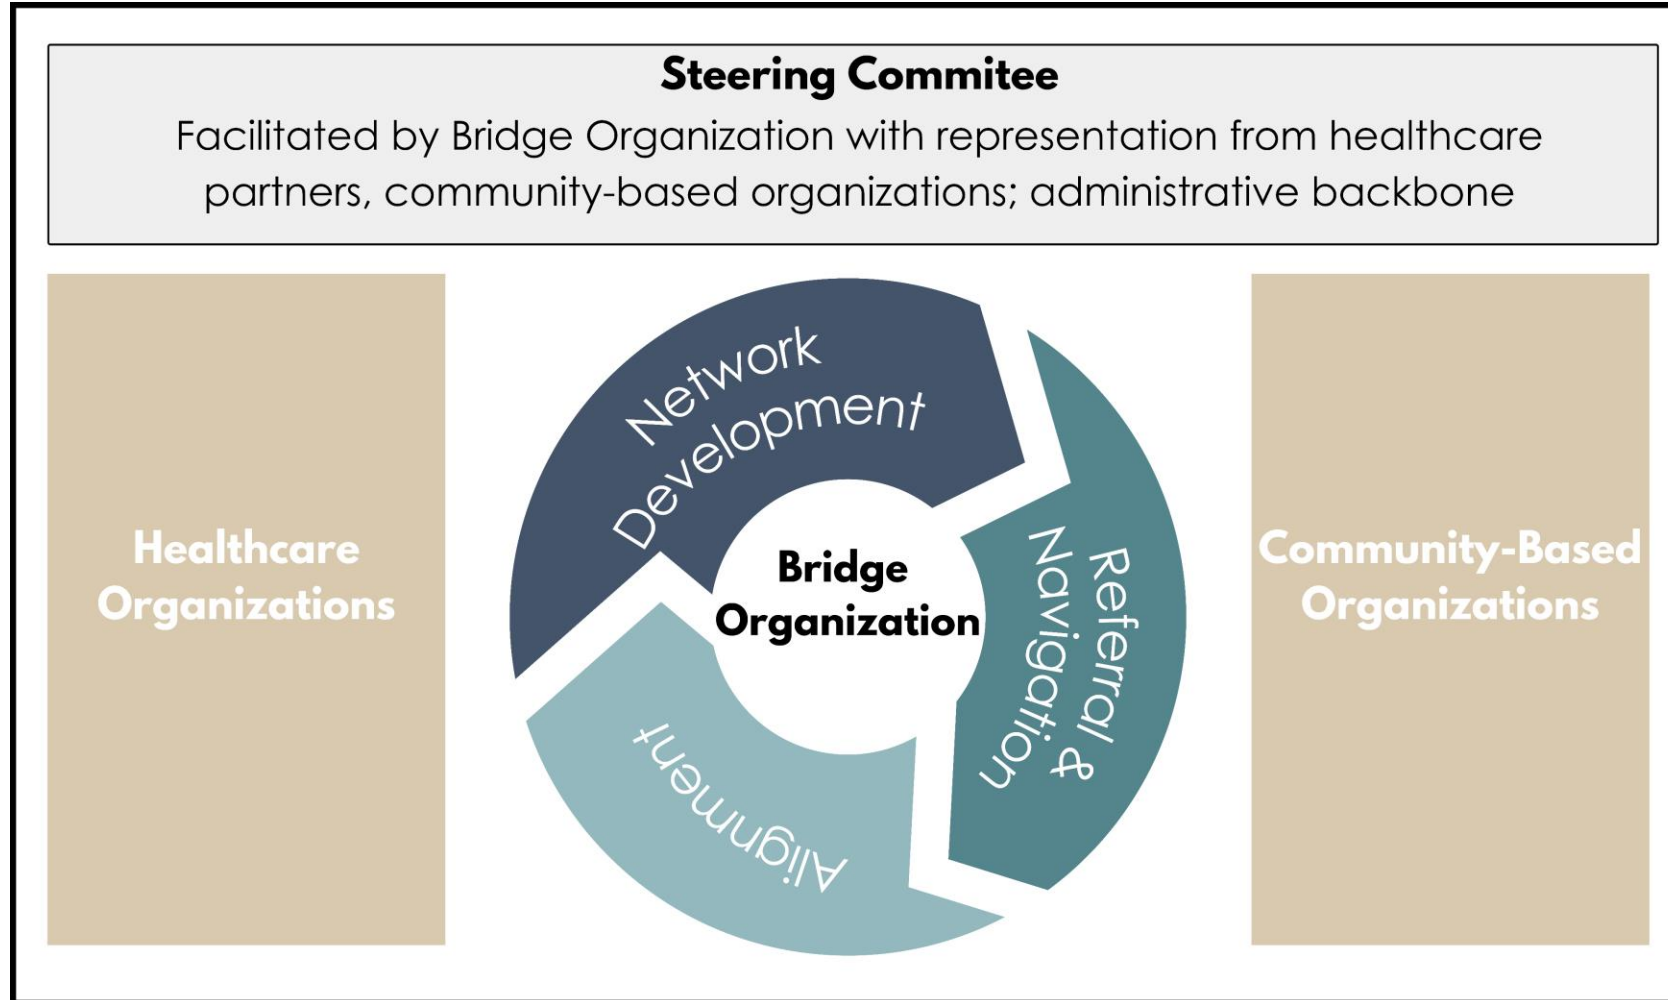 Steering Commitee
Facilitated by Bridge Organization with representation from healthcare
partners, community-based organizations; administrative backbone
Healthcare
Organizations
Network
Development
Bridge
Organization
Referral &
Navigation
Alignment
Community-Based
Organizations